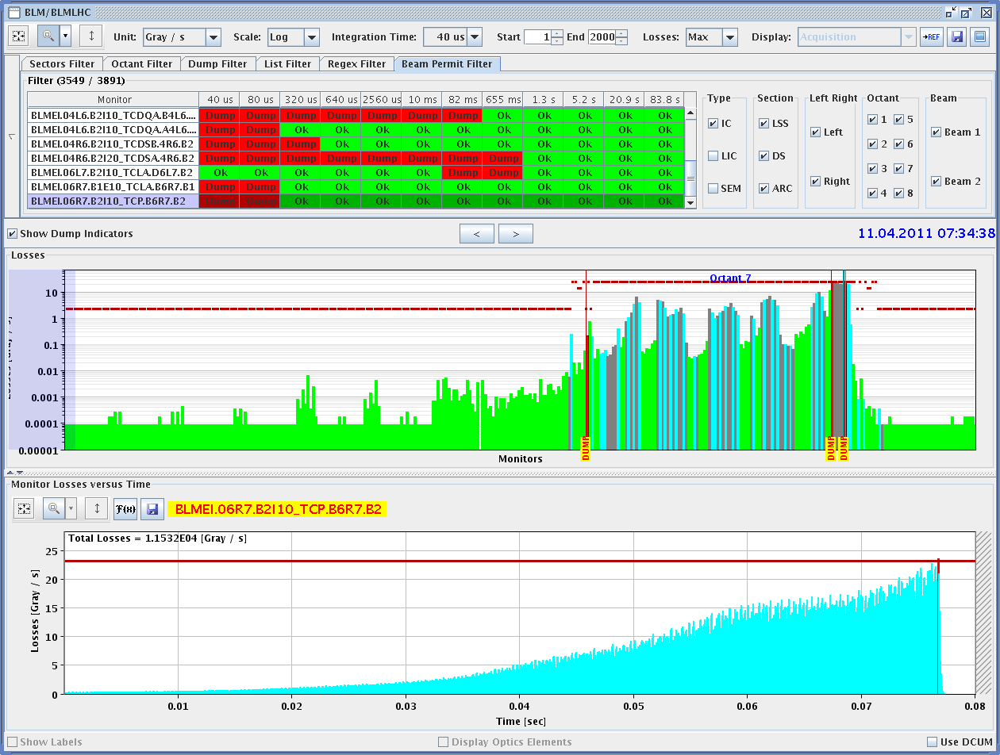 BLM/BLMLHC
Unit: Gray / s Scale: Log Integration Time: 40 us Start 1 End 2000 Losses: Max Display: Acquisition →REF
Sectors Filter Octant Filter Dump Filter List Filter Regex Filter Beam Permit Filter
Filter (3549 / 3891)
Monitor 40 us 80 us 320 us 640 us 2560 us 10 ms 82 ms 655 ms 1.3 s 5.2 s 20.9 s 83.8 s
BLMEI.04L6.B2I10_TCDQA.B4L6.... Dump Dump Dump Dump Dump Dump Dump Ok Ok Ok Ok Ok
BLMEI.04L6.B2I10_TCDQA.A4L6.... Dump Dump Ok Ok Ok Ok Ok Ok Ok Ok Ok Ok
BLMEI.04R6.B2I10_TCDSB.4R6.B2 Dump Dump Dump Ok Ok Ok Ok Ok Ok Ok Ok Ok
BLMEI.04R6.B2I20_TCDSA.4R6.B2 Dump Dump Dump Dump Dump Dump Dump Dump Ok Ok Ok Ok
BLMEI.06L7.B2I10_TCLA.D6L7.B2 Ok Ok Ok Ok Ok Ok Dump Dump Ok Ok Ok Ok
BLMEI.06R7.B1E10_TCLA.B6R7.B1 Dump Dump Ok Ok Ok Ok Ok Ok Ok Ok Ok Ok
BLMEI.06R7.B2I10_TCP.B6R7.B2 Dump Dump Ok Ok Ok Ok Ok Ok Ok Ok Ok Ok
Type Section Left Right Octant Beam
IC LSS Left 1 5 Beam 1
LIC DS 2 6
SEM ARC Right 3 7 Beam 2
4 8
Show Dump Indicators < > 11.04.2011 07:34:38
Losses
Octant 7
Losses [Gray / s]
10
1
0.1
0.01
0.001
0.0001
0.00001
DUMP DUMP DUMP
Monitors
Monitor Losses versus Time
F(x) BLMEI.06R7.B2I10_TCP.B6R7.B2
Total Losses = 1.1532E04 [Gray / s]
Losses [Gray / s]
25
20
15
10
5
0
0.01 0.02 0.03 0.04 0.05 0.06 0.07 0.08
Time [sec]
Show Labels Display Optics Elements Use DCUM